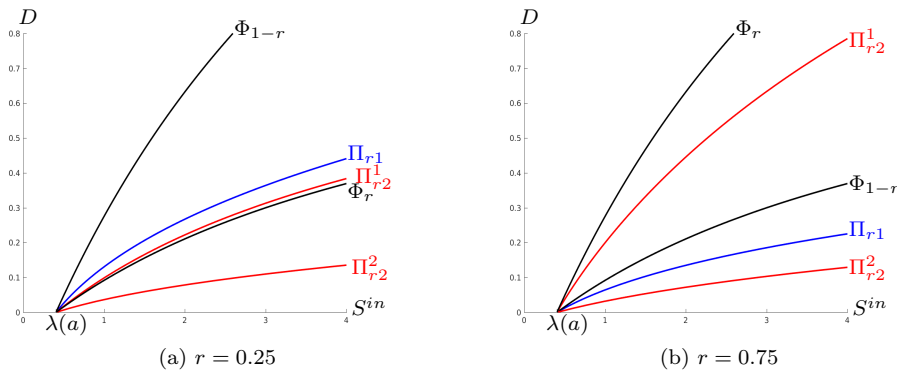 D
Φ_{1−r}
Π_{r1}
Π^1_{r2}
Φ_r
Π^2_{r2}
S^{in}
λ(a)
0.8
0.7
0.6
0.5
0.4
0.3
0.2
0.1
0
0 1 2 3 4
(a) r = 0.25
D
Φ_r
Π^1_{r2}
Φ_{1−r}
Π_{r1}
Π^2_{r2}
S^{in}
λ(a)
0.8
0.7
0.6
0.5
0.4
0.3
0.2
0.1
0
0 1 2 3 4
(b) r = 0.75